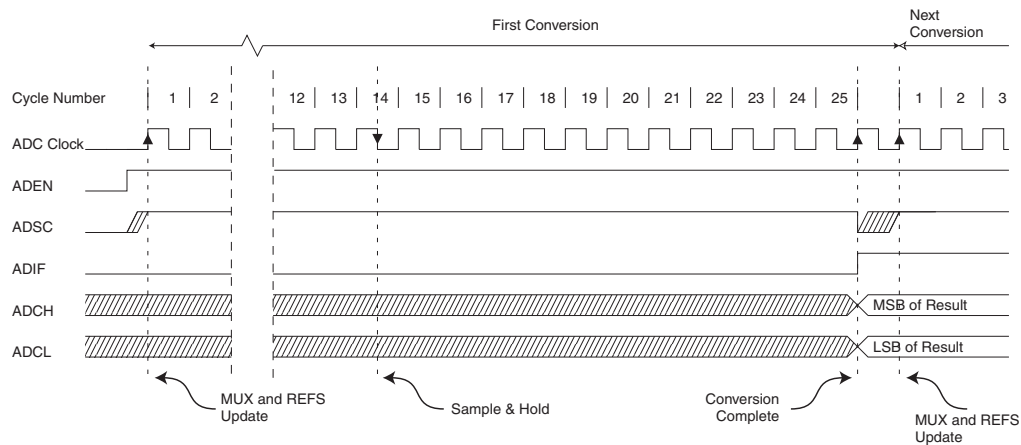 First Conversion
Next
Conversion
Cycle Number 1 2 12 13 14 15 16 17 18 19 20 21 22 23 24 25 1 2 3
ADC Clock
ADEN
ADSC
ADIF
ADCH MSB of Result
ADCL LSB of Result
MUX and REFS
Update
Sample & Hold
Conversion
Complete
MUX and REFS
Update